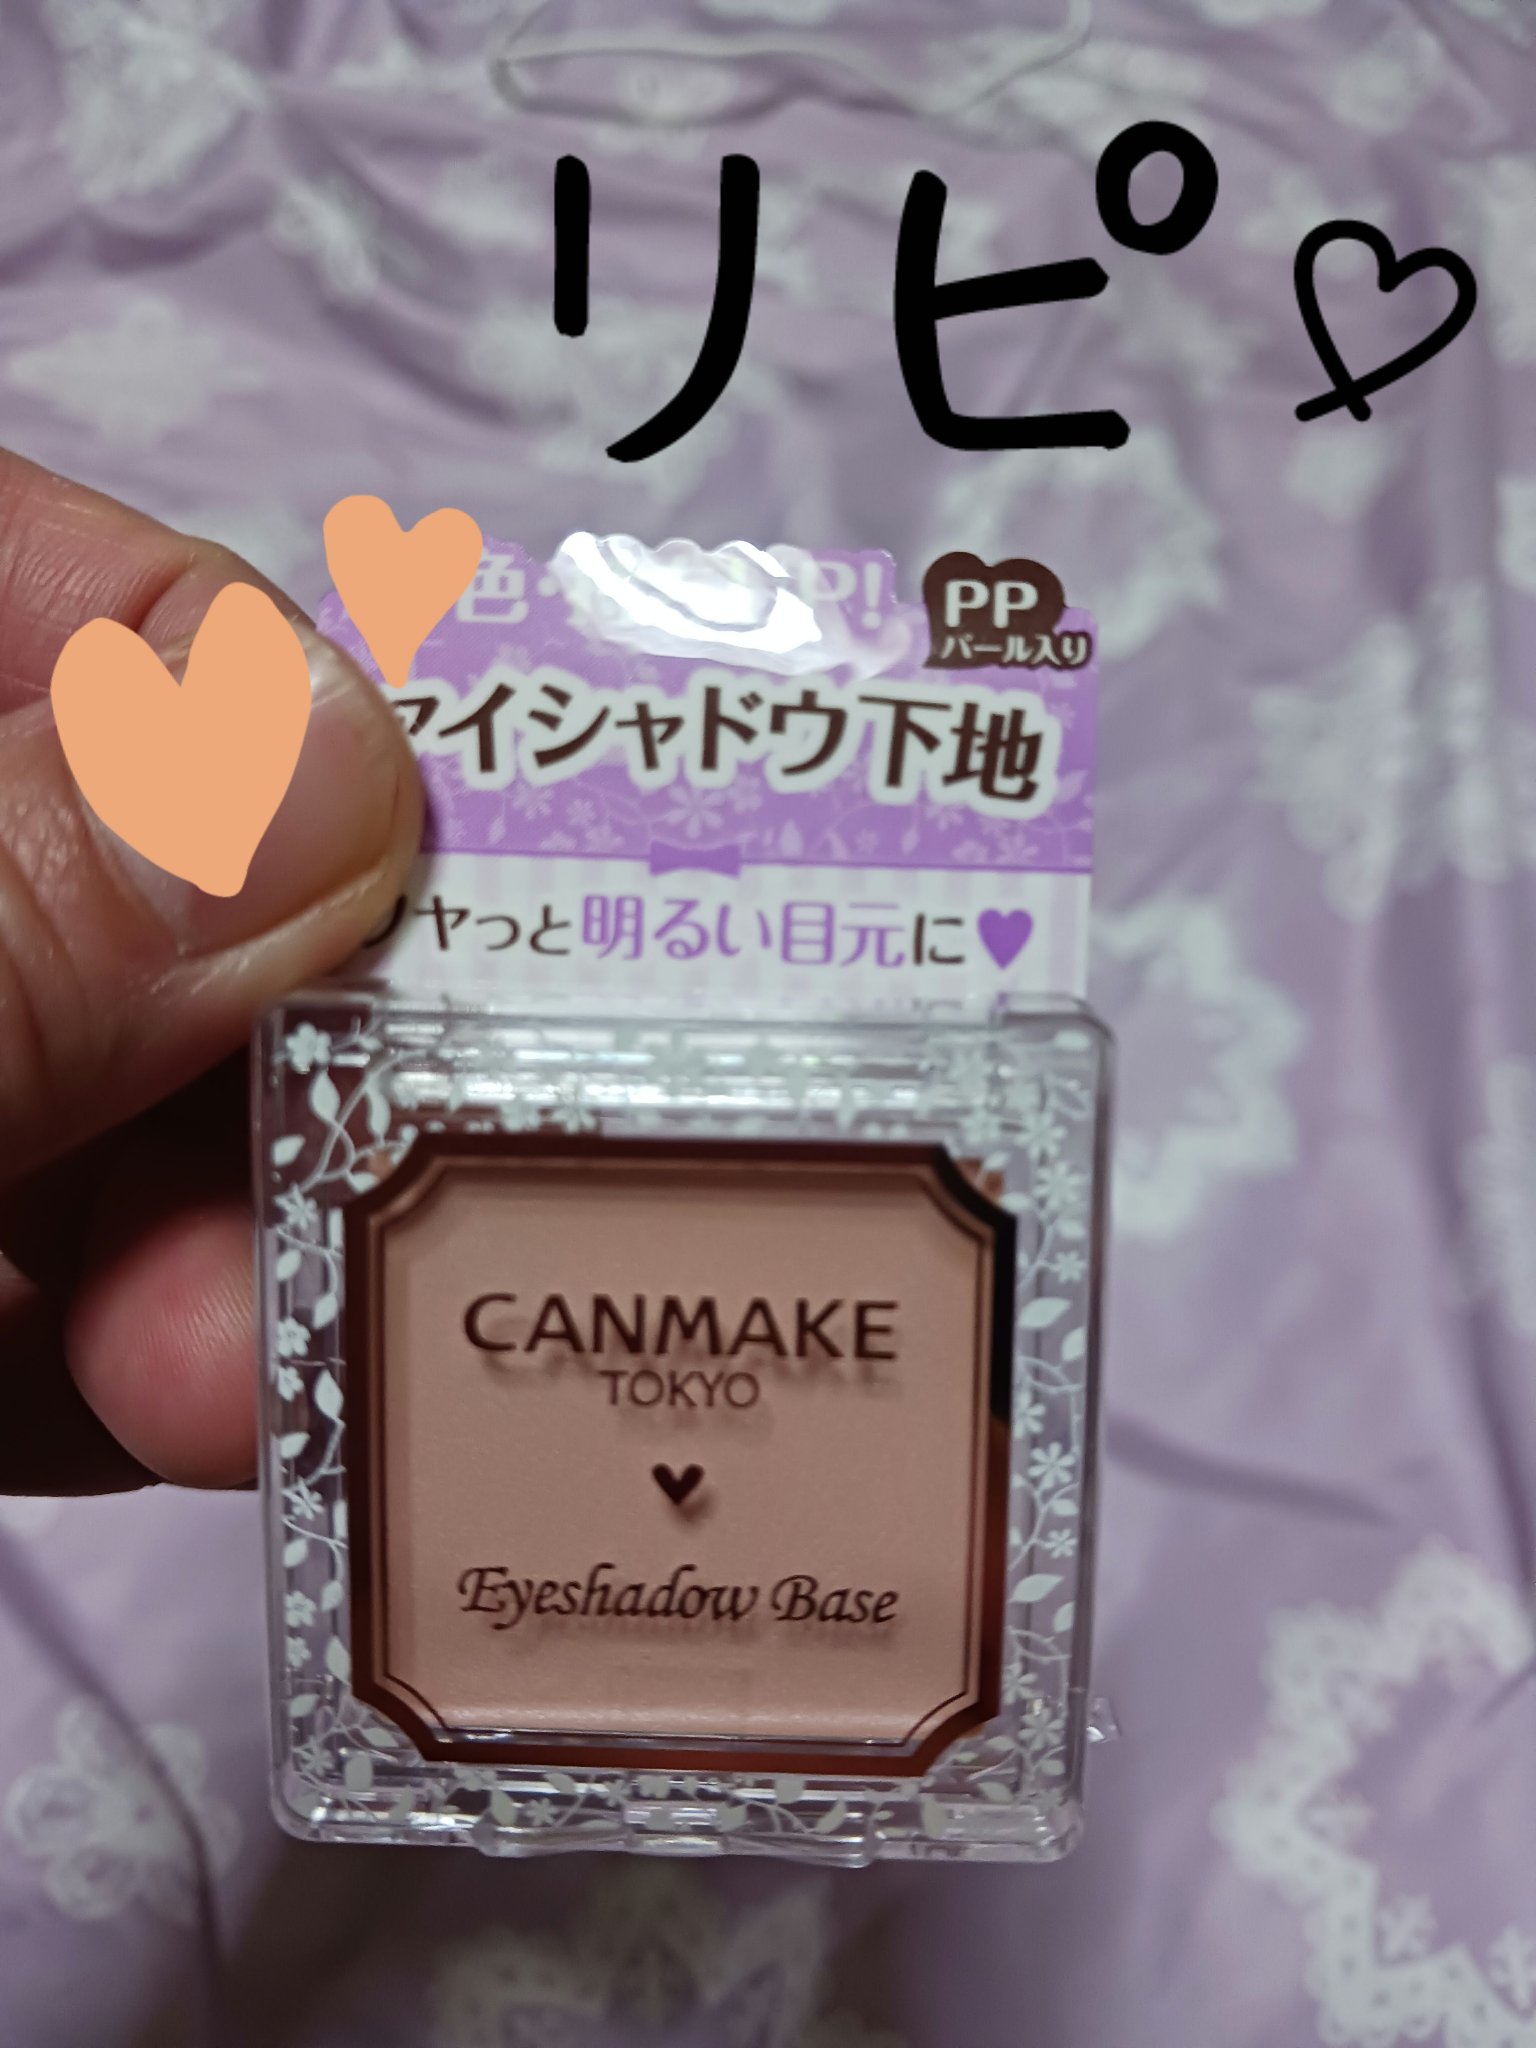 リピ♡
PP
パール入り
アイシャドウ下地
ヤっと明るい目元に♥
CANMAKE
TOKYO
Eyeshadow Base